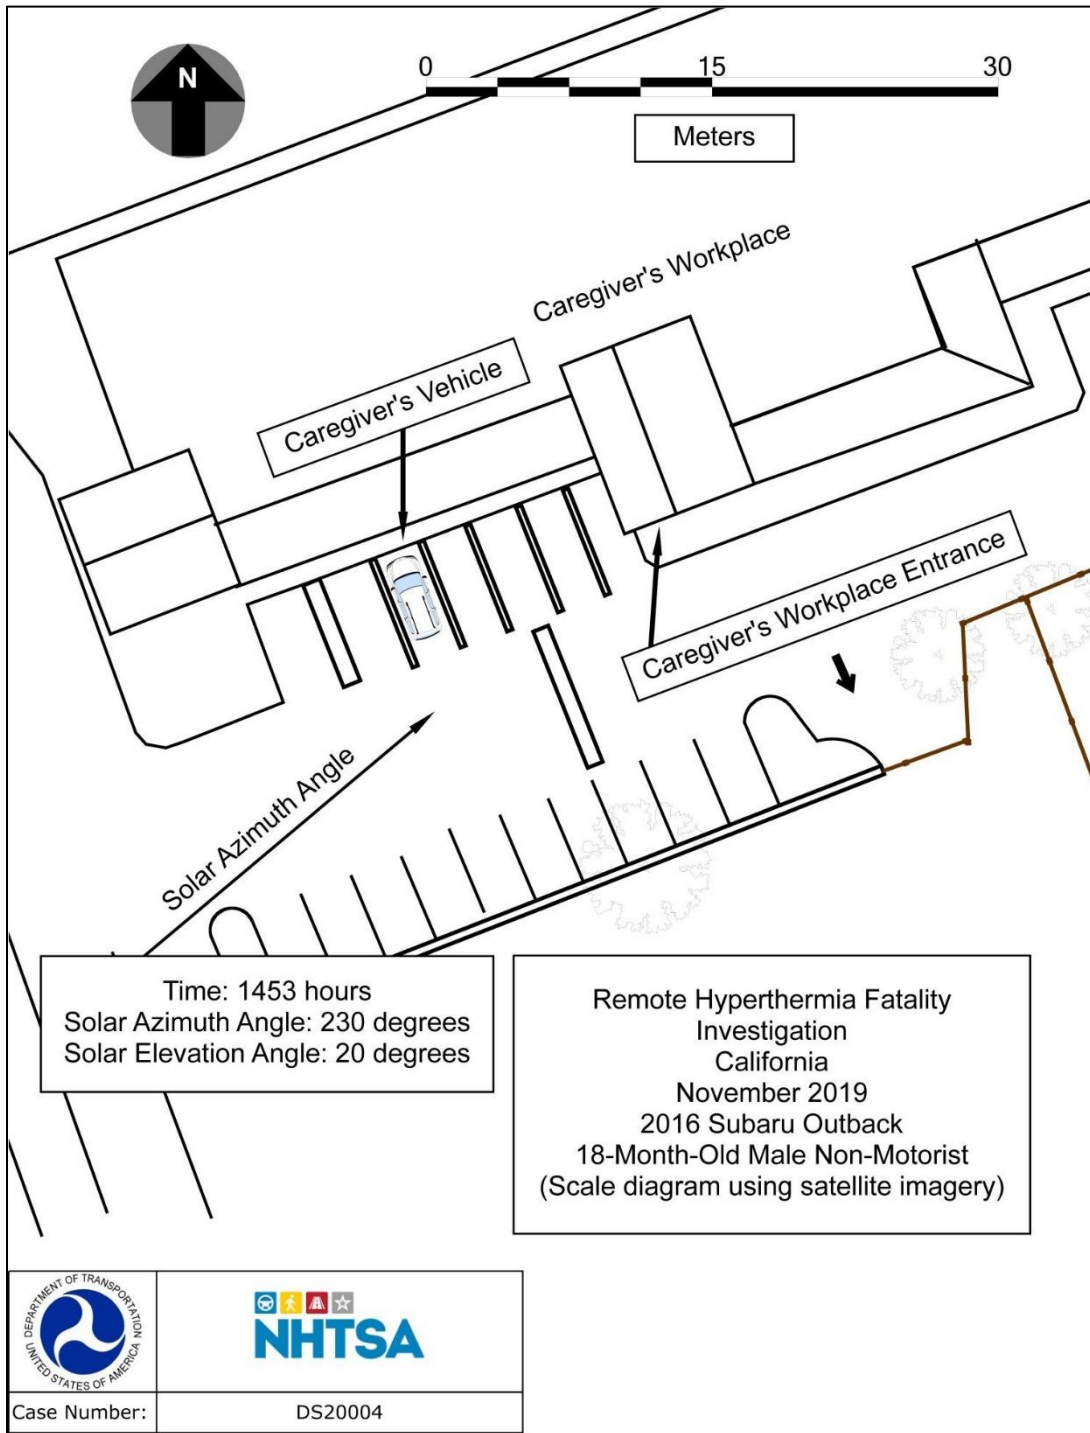 N
0 15 30
Meters
Caregiver's Workplace
Caregiver's Vehicle
Caregiver's Workplace Entrance
Solar Azimuth Angle
Time: 1453 hours
Solar Azimuth Angle: 230 degrees
Solar Elevation Angle: 20 degrees
Remote Hyperthermia Fatality
Investigation
California
November 2019
2016 Subaru Outback
18-Month-Old Male Non-Motorist
(Scale diagram using satellite imagery)
DEPARTMENT OF TRANSPORTATION
UNITED STATES OF AMERICA
NHTSA
Case Number: DS20004